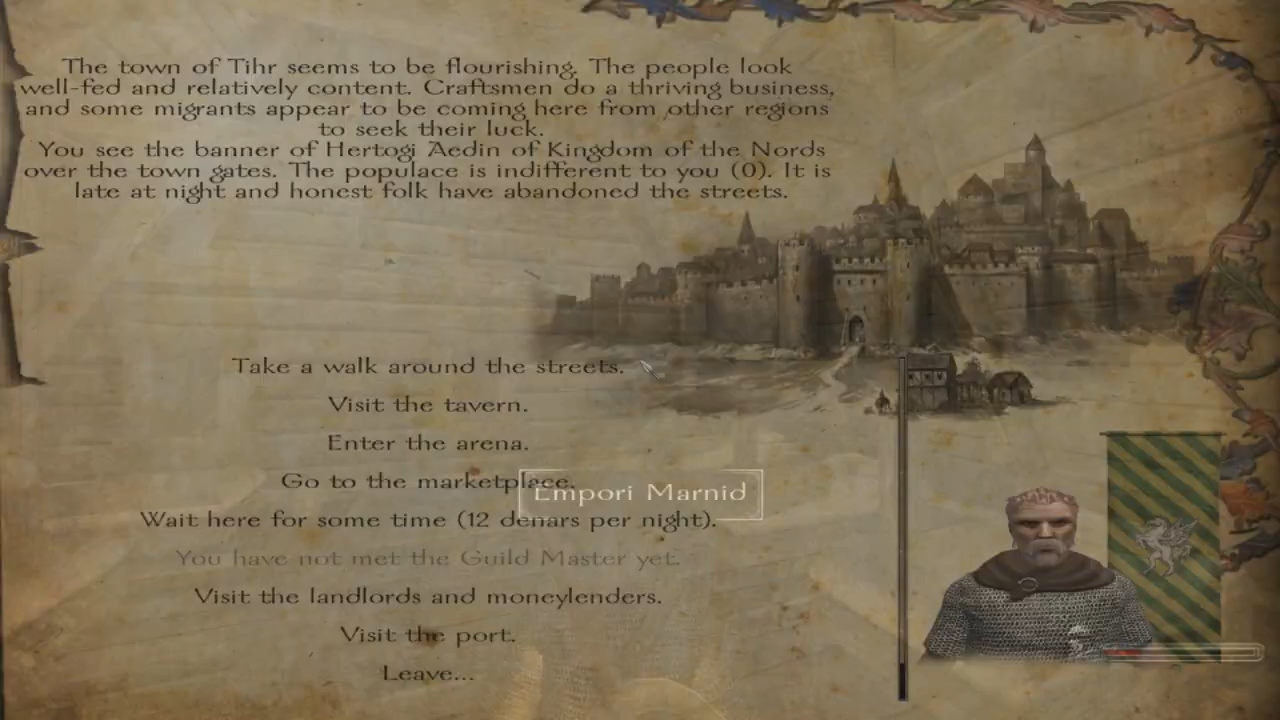 The town of Tihr seems to be flourishing. The people look
well-fed and relatively content. Craftsmen do a thriving business,
and some migrants appear to be coming here from other regions
to seek their luck.
You see the banner of Hertogi Aedin of Kingdom of the Nords
over the town gates. The populace is indifferent to you (0). It is
late at night and honest folk have abandoned the streets.
Take a walk around the streets.
Visit the tavern.
Enter the arena.
Go to the marketplace.
Empori Marnid
Wait here for some time (12 denars per night).
You have not met the Guild Master yet.
Visit the landlords and moneylenders.
Visit the port.
Leave...